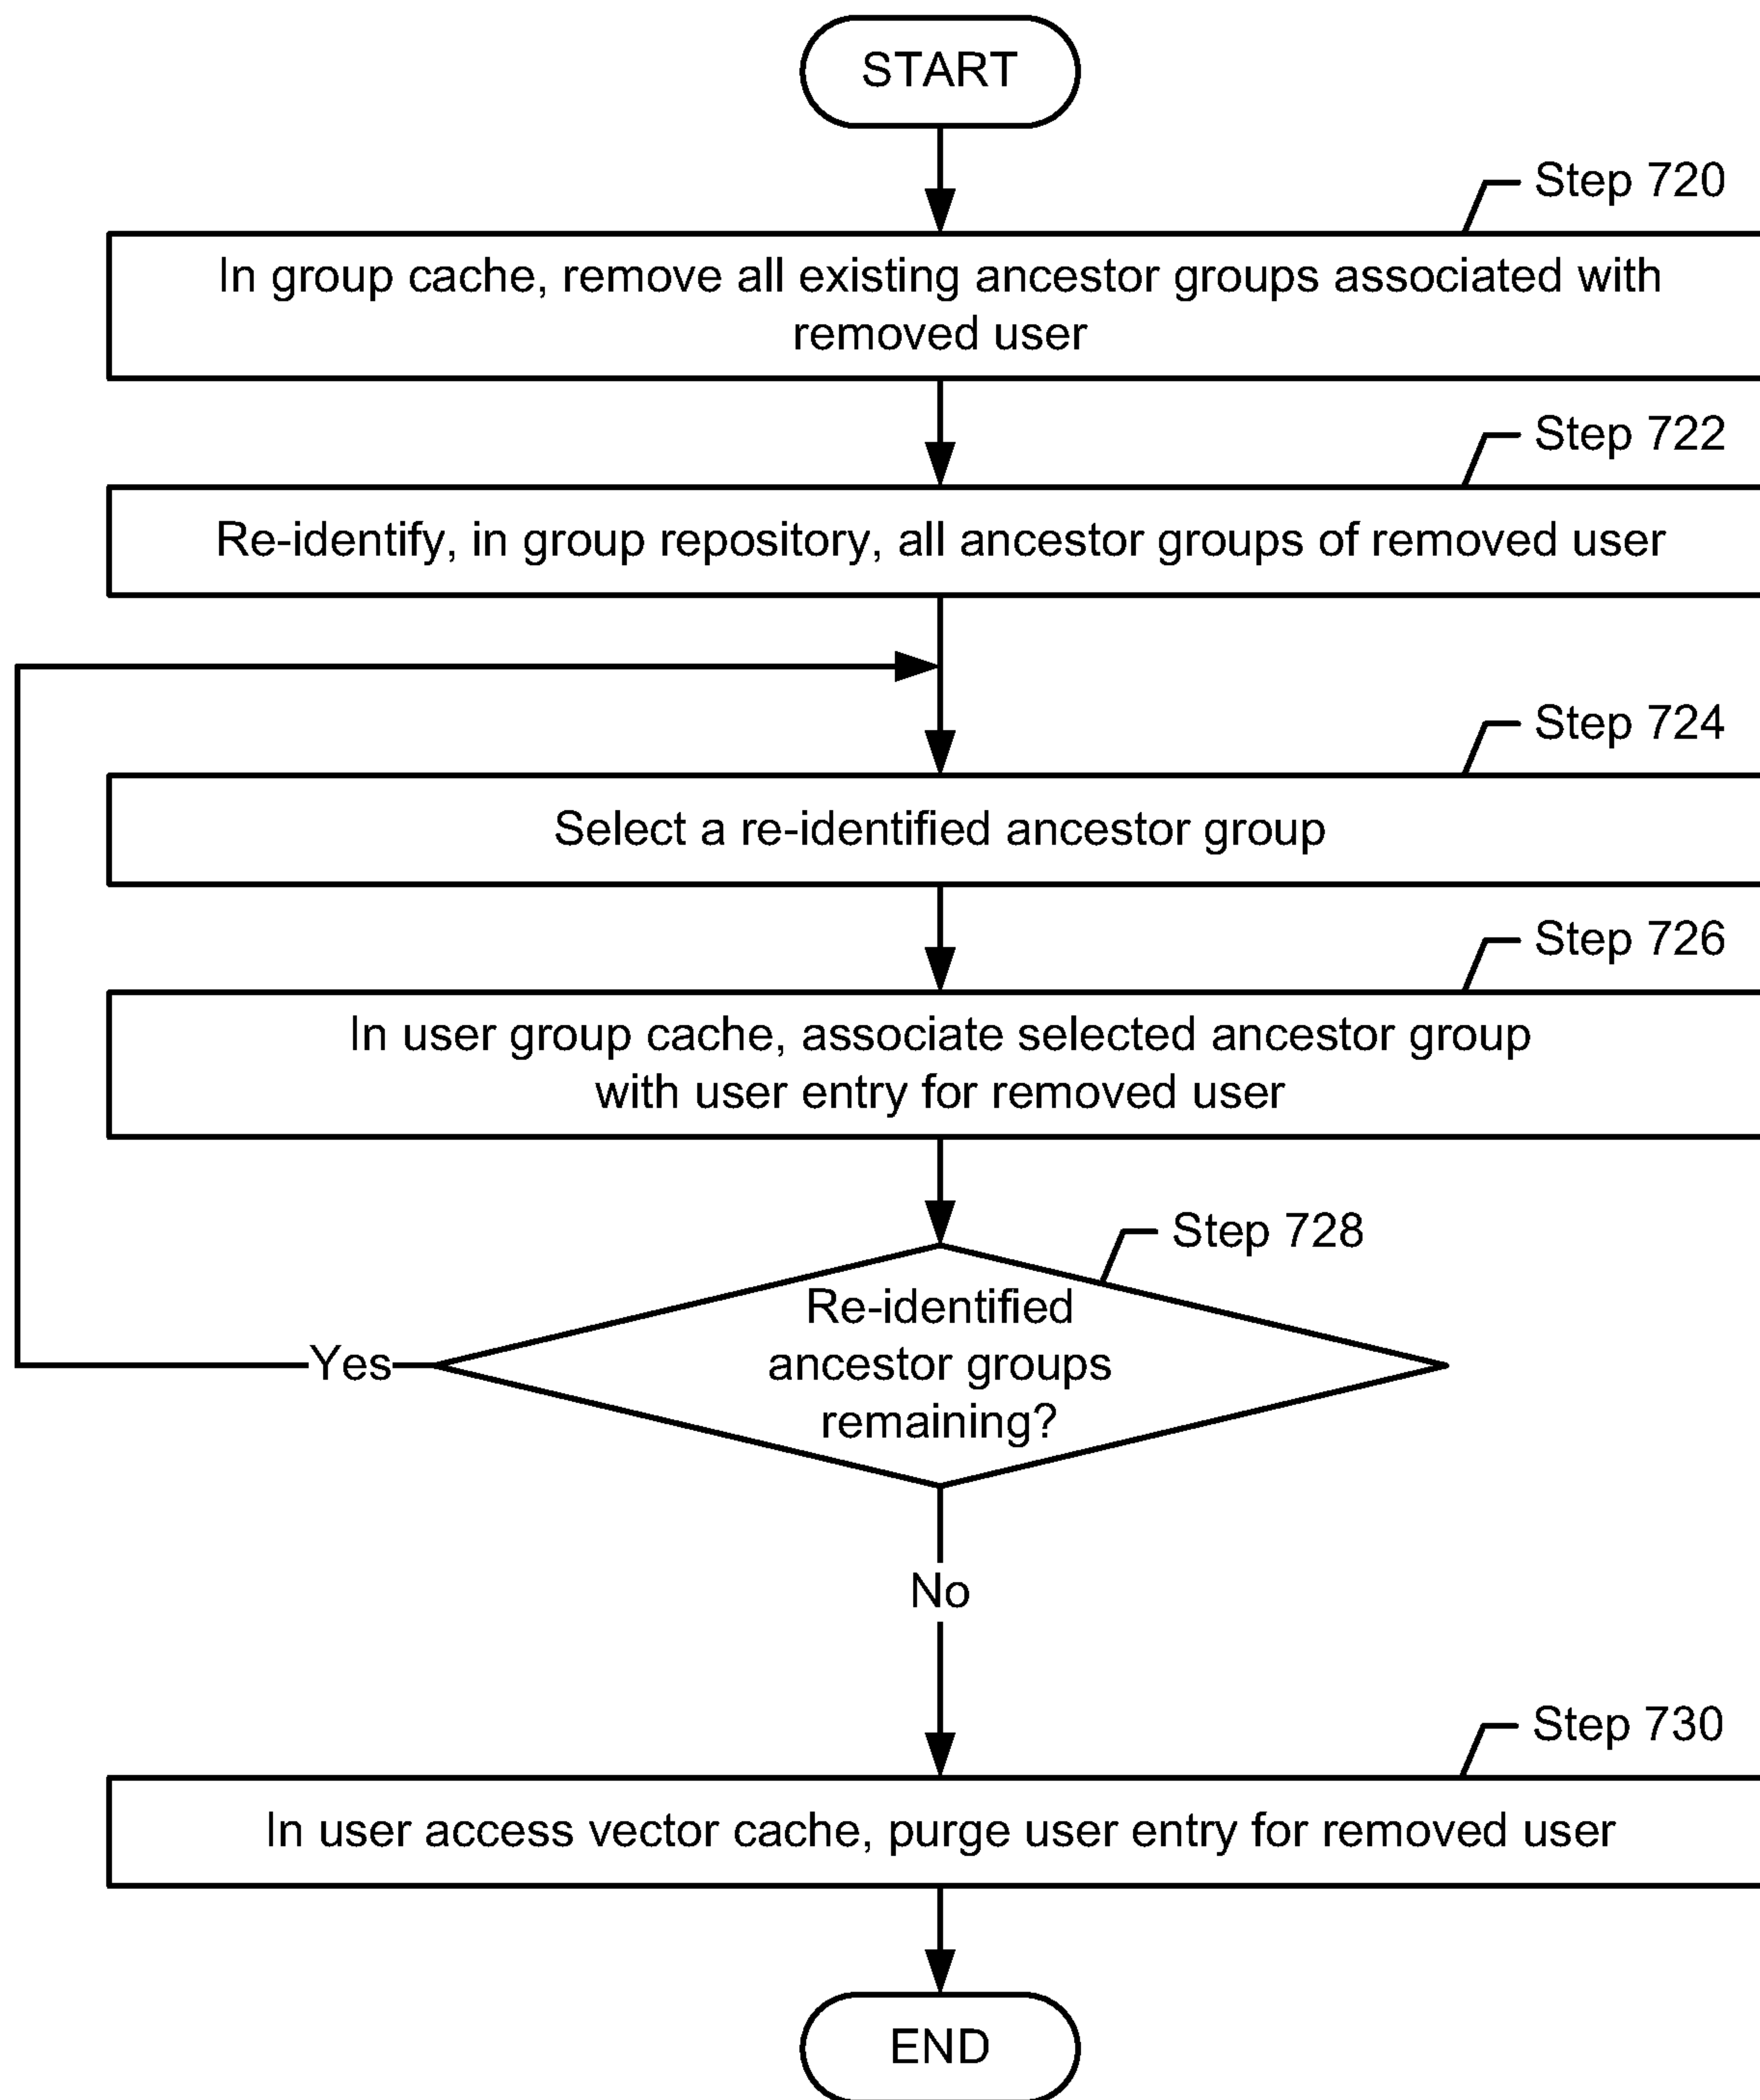 START
Step 720
In group cache, remove all existing ancestor groups associated with
removed user
Step 722
Re-identify, in group repository, all ancestor groups of removed user
Step 724
Select a re-identified ancestor group
Step 726
In user group cache, associate selected ancestor group
with user entry for removed user
Step 728
Re-identified
ancestor groups
remaining?
Yes
No
Step 730
In user access vector cache, purge user entry for removed user
END